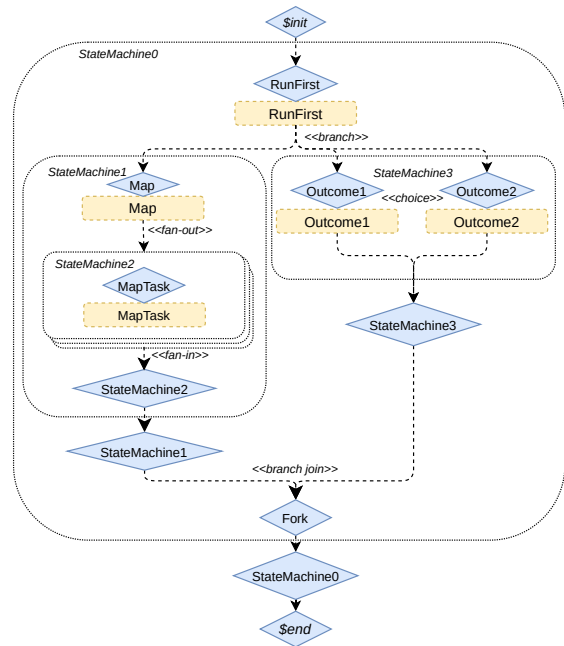 $init
StateMachine0
RunFirst
RunFirst
<<branch>>
StateMachine1
StateMachine3
Map
Outcome1
<<choice>>
Outcome2
Map
Outcome1
Outcome2
<<fan-out>>
StateMachine2
MapTask
MapTask
StateMachine3
<<fan-in>>
StateMachine2
StateMachine1
<<branch join>>
Fork
StateMachine0
$end